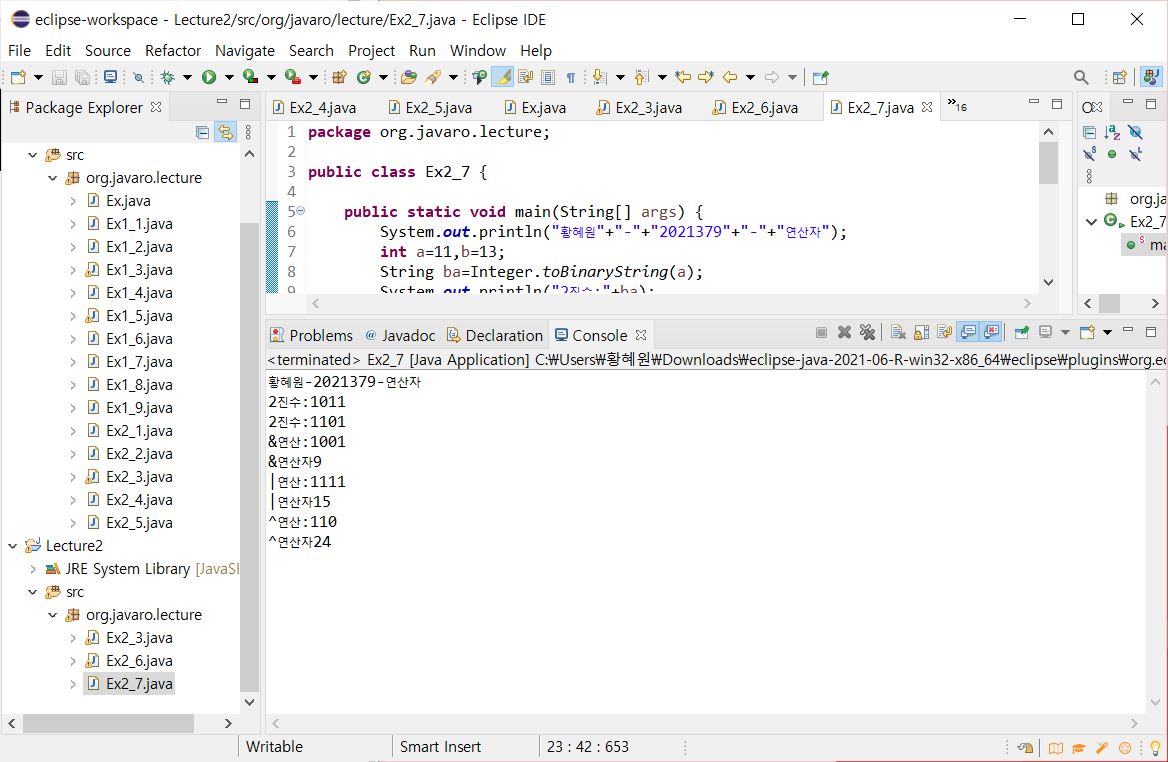 eclipse-workspace - Lecture2/src/org/javaro/lecture/Ex2_7.java - Eclipse IDE
File Edit Source Refactor Navigate Search Project Run Window Help
Package Explorer
src
org.javaro.lecture
Ex.java
Ex1_1.java
Ex1_2.java
Ex1_3.java
Ex1_4.java
Ex1_5.java
Ex1_6.java
Ex1_7.java
Ex1_8.java
Ex1_9.java
Ex2_1.java
Ex2_2.java
Ex2_3.java
Ex2_4.java
Ex2_5.java
Lecture2
JRE System Library [JavaSE
src
org.javaro.lecture
Ex2_3.java
Ex2_6.java
Ex2_7.java
Ex2_4.java Ex2_5.java Ex.java Ex2_3.java Ex2_6.java Ex2_7.java »16
1 package org.javaro.lecture;
2
3 public class Ex2_7 {
4
5 public static void main(String[] args) {
6 System.out.println("황혜원"+"-"+"2021379"+"-"+"연산자");
7 int a=11,b=13;
8 String ba=Integer.toBinaryString(a);
9 System.out.println("2진수:"+ba);
org.ja
Ex2_7
ma
Problems Javadoc Declaration Console
<terminated> Ex2_7 [Java Application] C:₩Users₩황혜원₩Downloads₩eclipse-java-2021-06-R-win32-x86_64₩eclipse₩plugins₩org.ec
황혜원-2021379-연산자
2진수:1011
2진수:1101
&연산:1001
&연산자9
|연산:1111
|연산자15
^연산:110
^연산자24
Writable Smart Insert 23 : 42 : 653